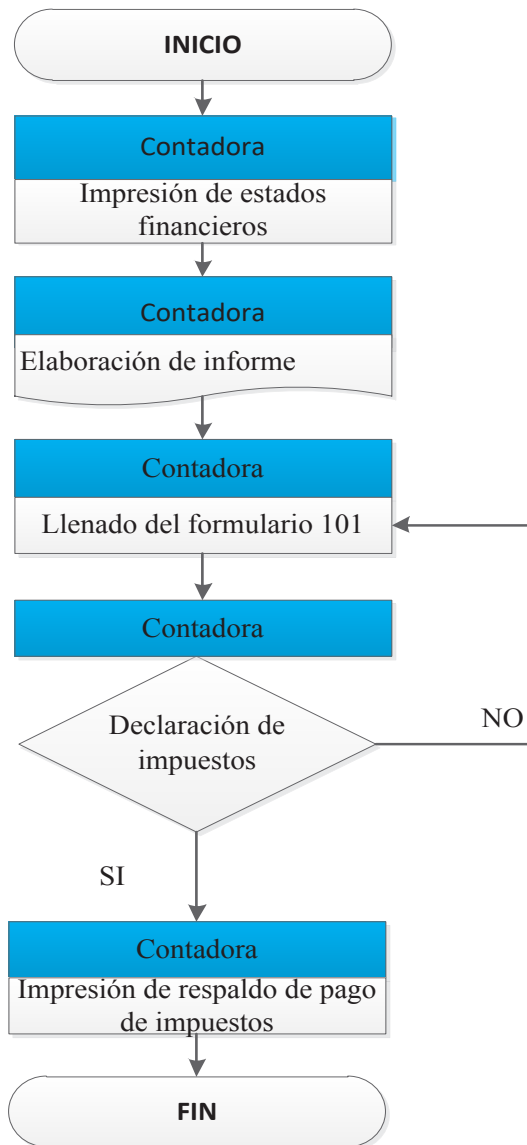 INICIO
Contadora
Impresión de estados
financieros
Contadora
Elaboración de informe
Contadora
Llenado del formulario 101
Contadora
Declaración de
impuestos
NO
SI
Contadora
Impresión de respaldo de pago
de impuestos
FIN